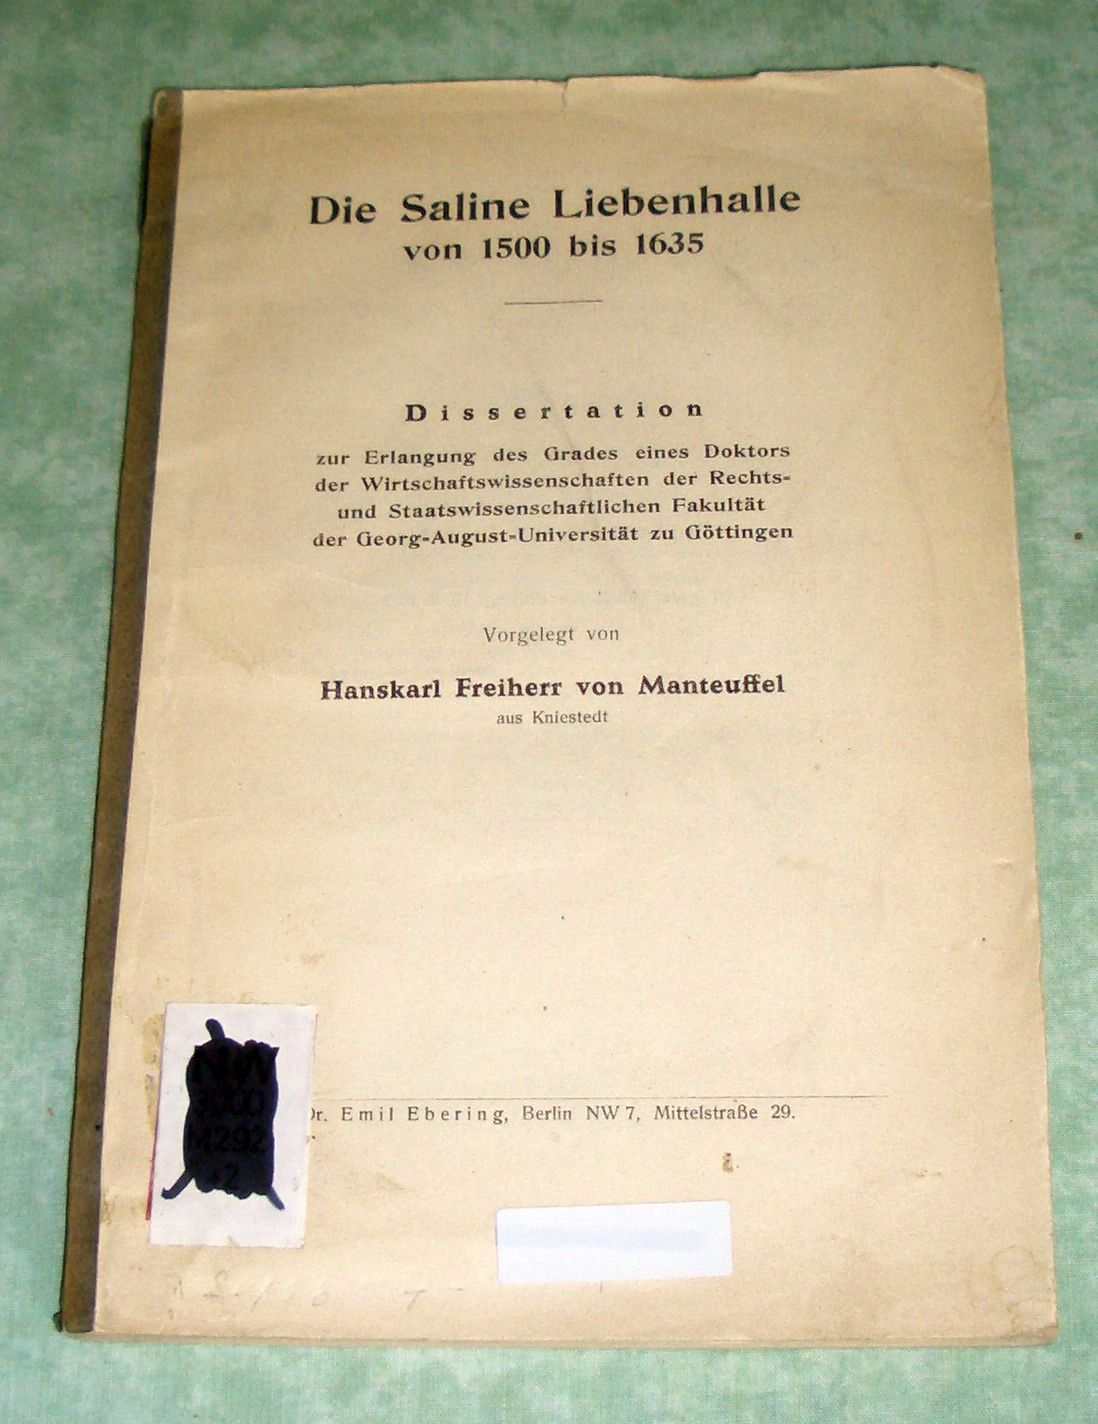 Die Saline Liebenhalle
von 1500 bis 1635
Dissertation
zur Erlangung des Grades eines Doktors
der Wirtschaftswissenschaften der Rechts-
und Staatswissenschaftlichen Fakultät
der Georg-August-Universität zu Göttingen
Vorgelegt von
Hanskarl Freiherr von Manteuffel
aus Kniestedt
Dr. Emil Ebering, Berlin NW 7, Mittelstraße 29.
M292